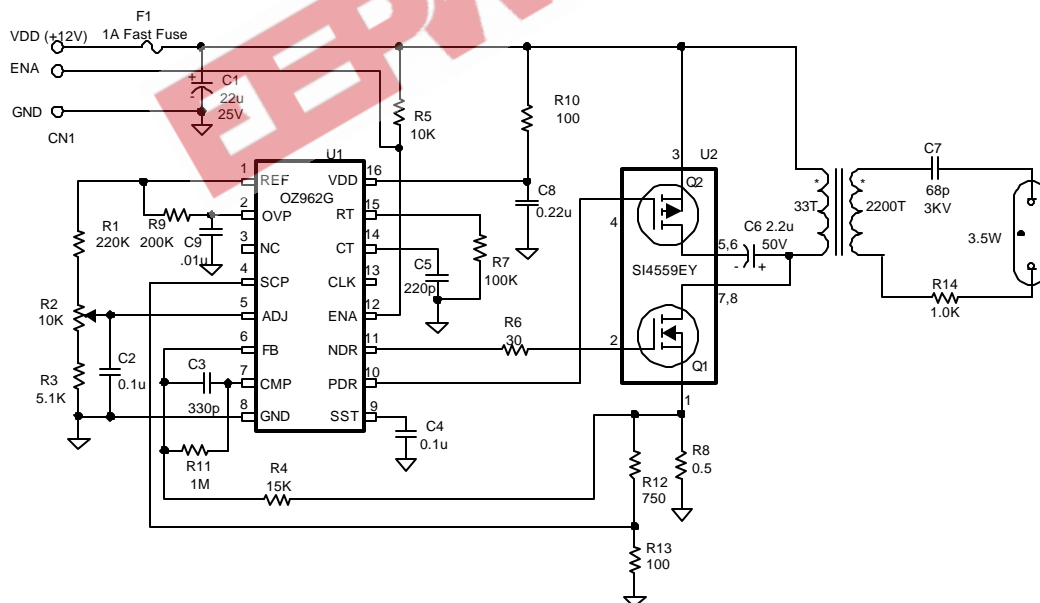 F1
1A Fast Fuse
VDD (+12V)
ENA
GND
CN1
+
-
C1
22u
25V
R5
10K
R10
100
U1
OZ962G
1
REF
2
OVP
3
NC
4
SCP
5
ADJ
6
FB
7
CMP
8
GND
16
VDD
15
RT
14
CT
13
CLK
12
ENA
11
NDR
10
PDR
9
SST
R1
220K
R9
200K
C9
.01u
R2
10K
C2
0.1u
R3
5.1K
C3
330p
R11
1M
R4
15K
C4
0.1u
C5
220p
R7
100K
C8
0.22u
R6
30
U2
3
Q2
4
SI4559EY
5,6
7,8
2
Q1
1
C6 2.2u
50V
- +
*
33T
*
2200T
C7
68p
3KV
3.5W
R14
1.0K
R12
750
R8
0.5
R13
100